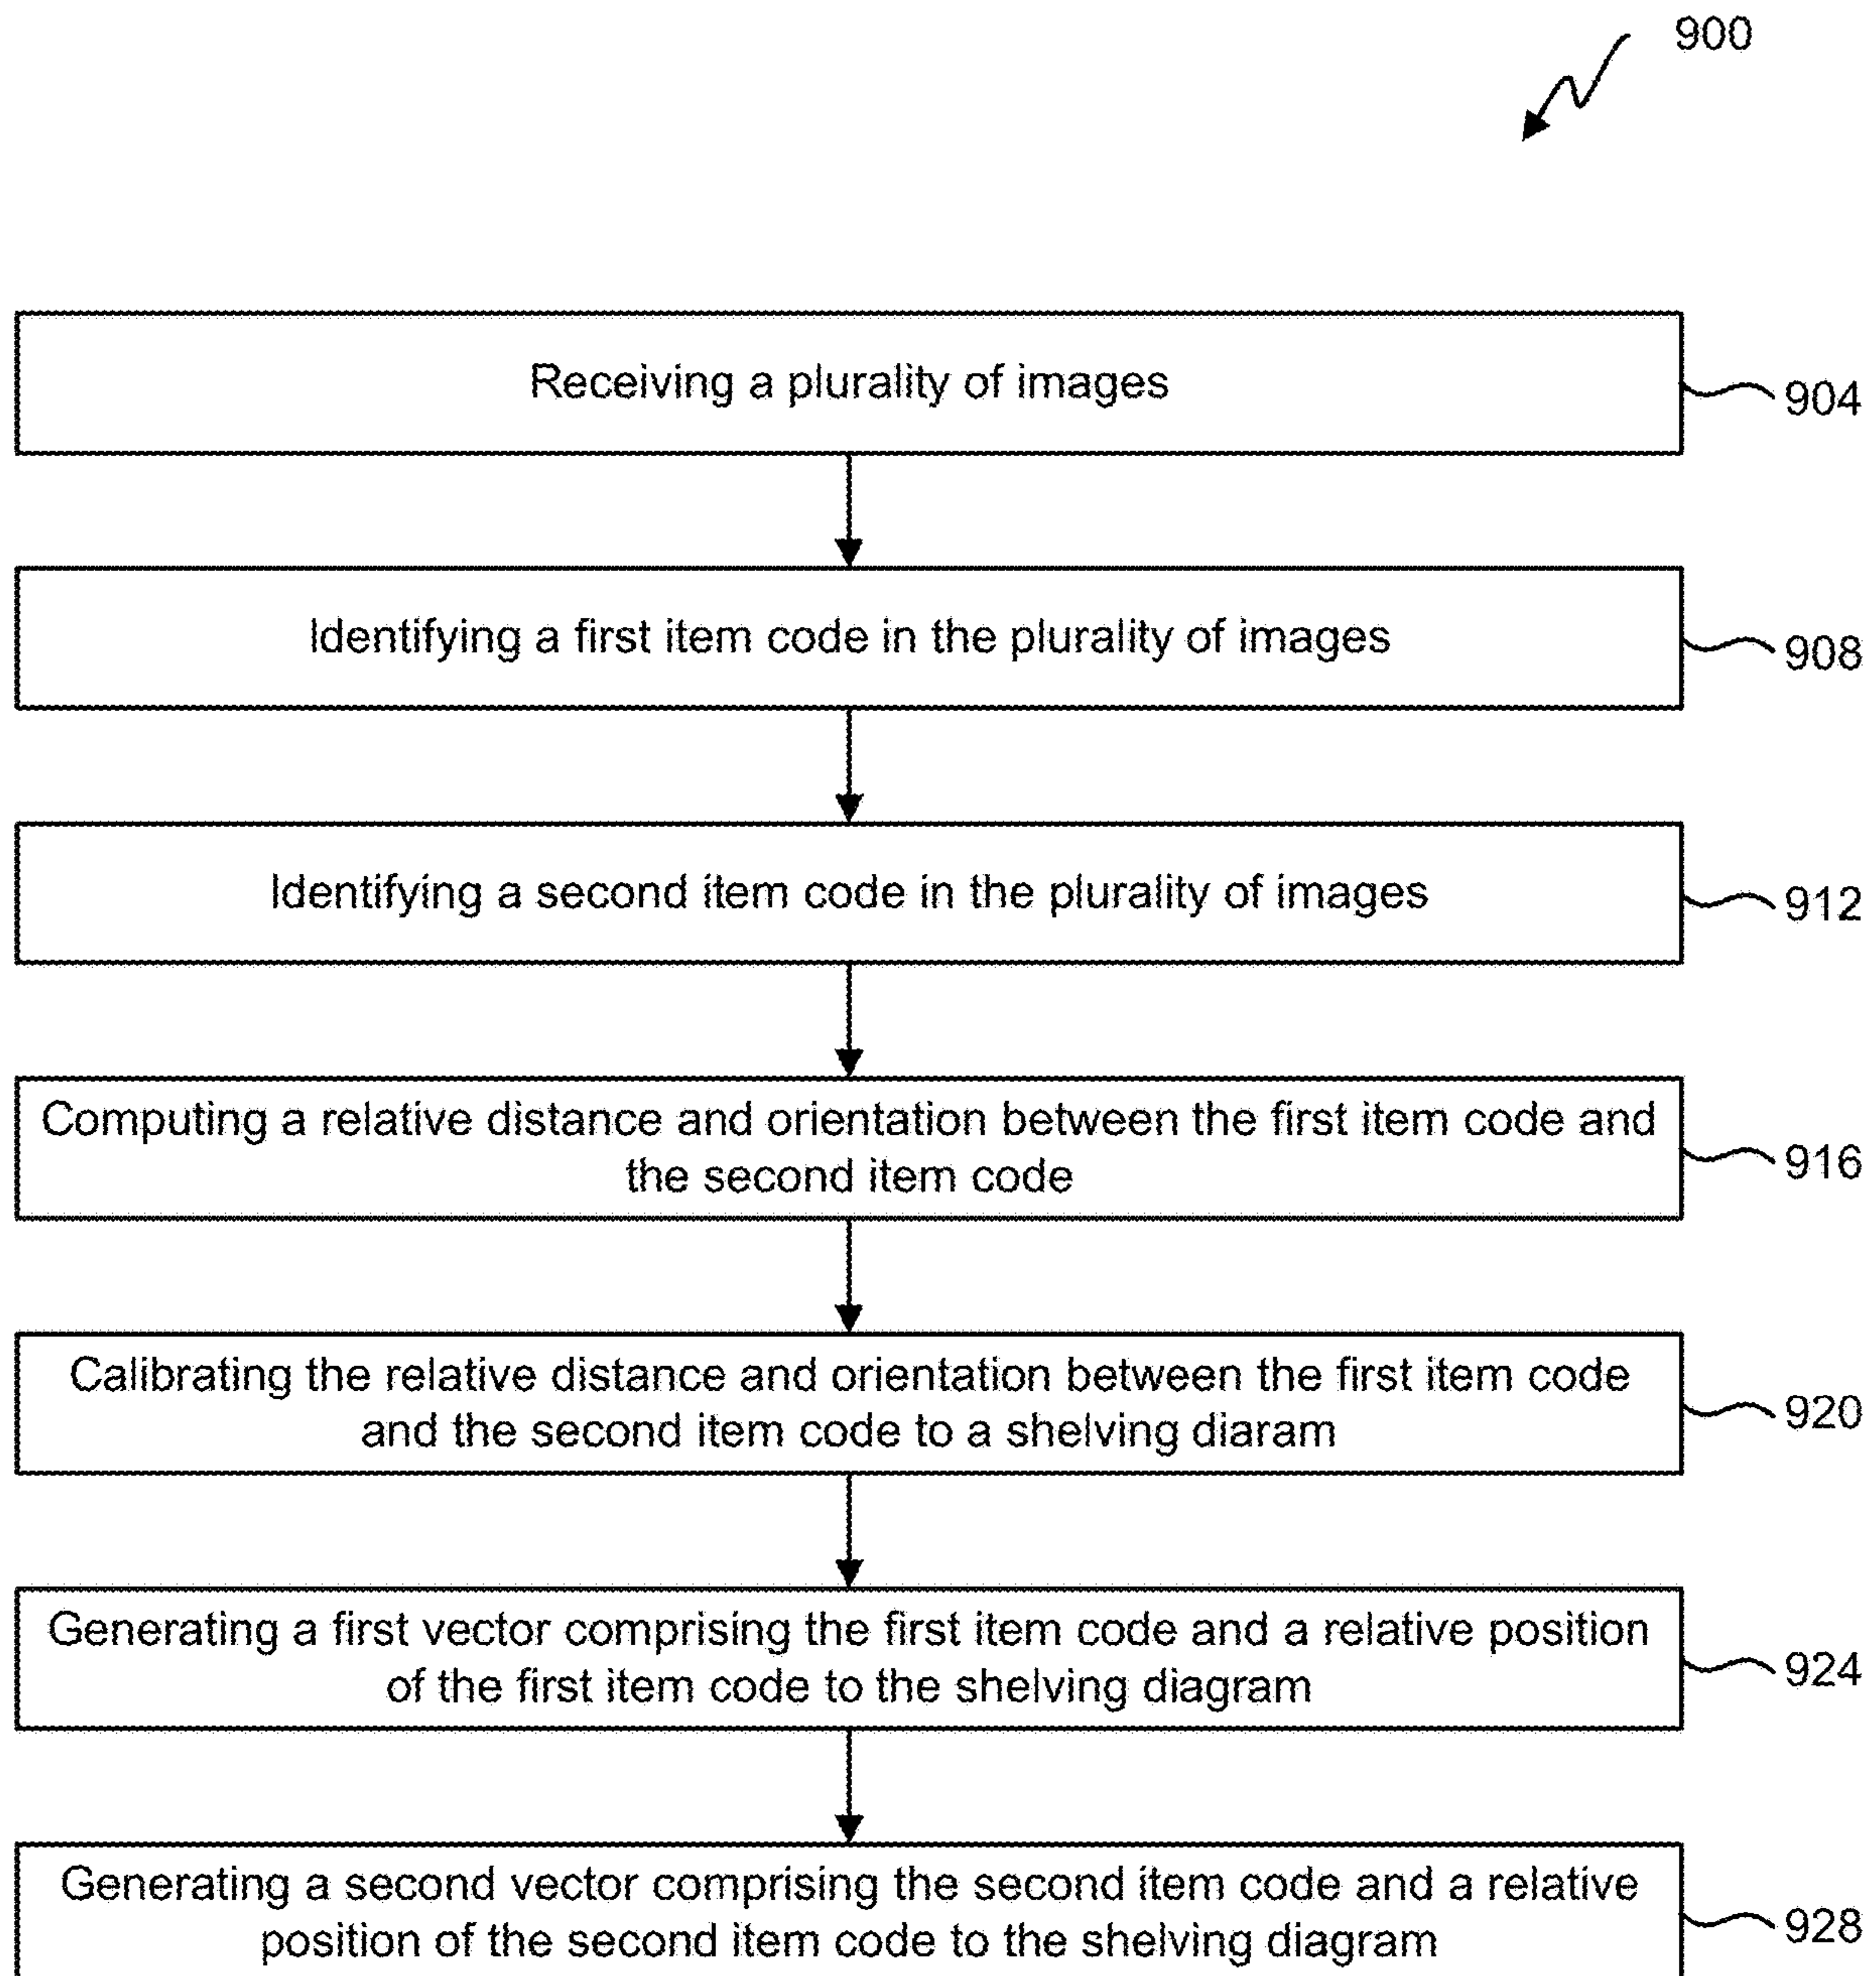 900
Receiving a plurality of images
904
Identifying a first item code in the plurality of images
908
Identifying a second item code in the plurality of images
912
Computing a relative distance and orientation between the first item code and
the second item code
916
Calibrating the relative distance and orientation between the first item code
and the second item code to a shelving diaram
920
Generating a first vector comprising the first item code and a relative position
of the first item code to the shelving diagram
924
Generating a second vector comprising the second item code and a relative
position of the second item code to the shelving diagram
928